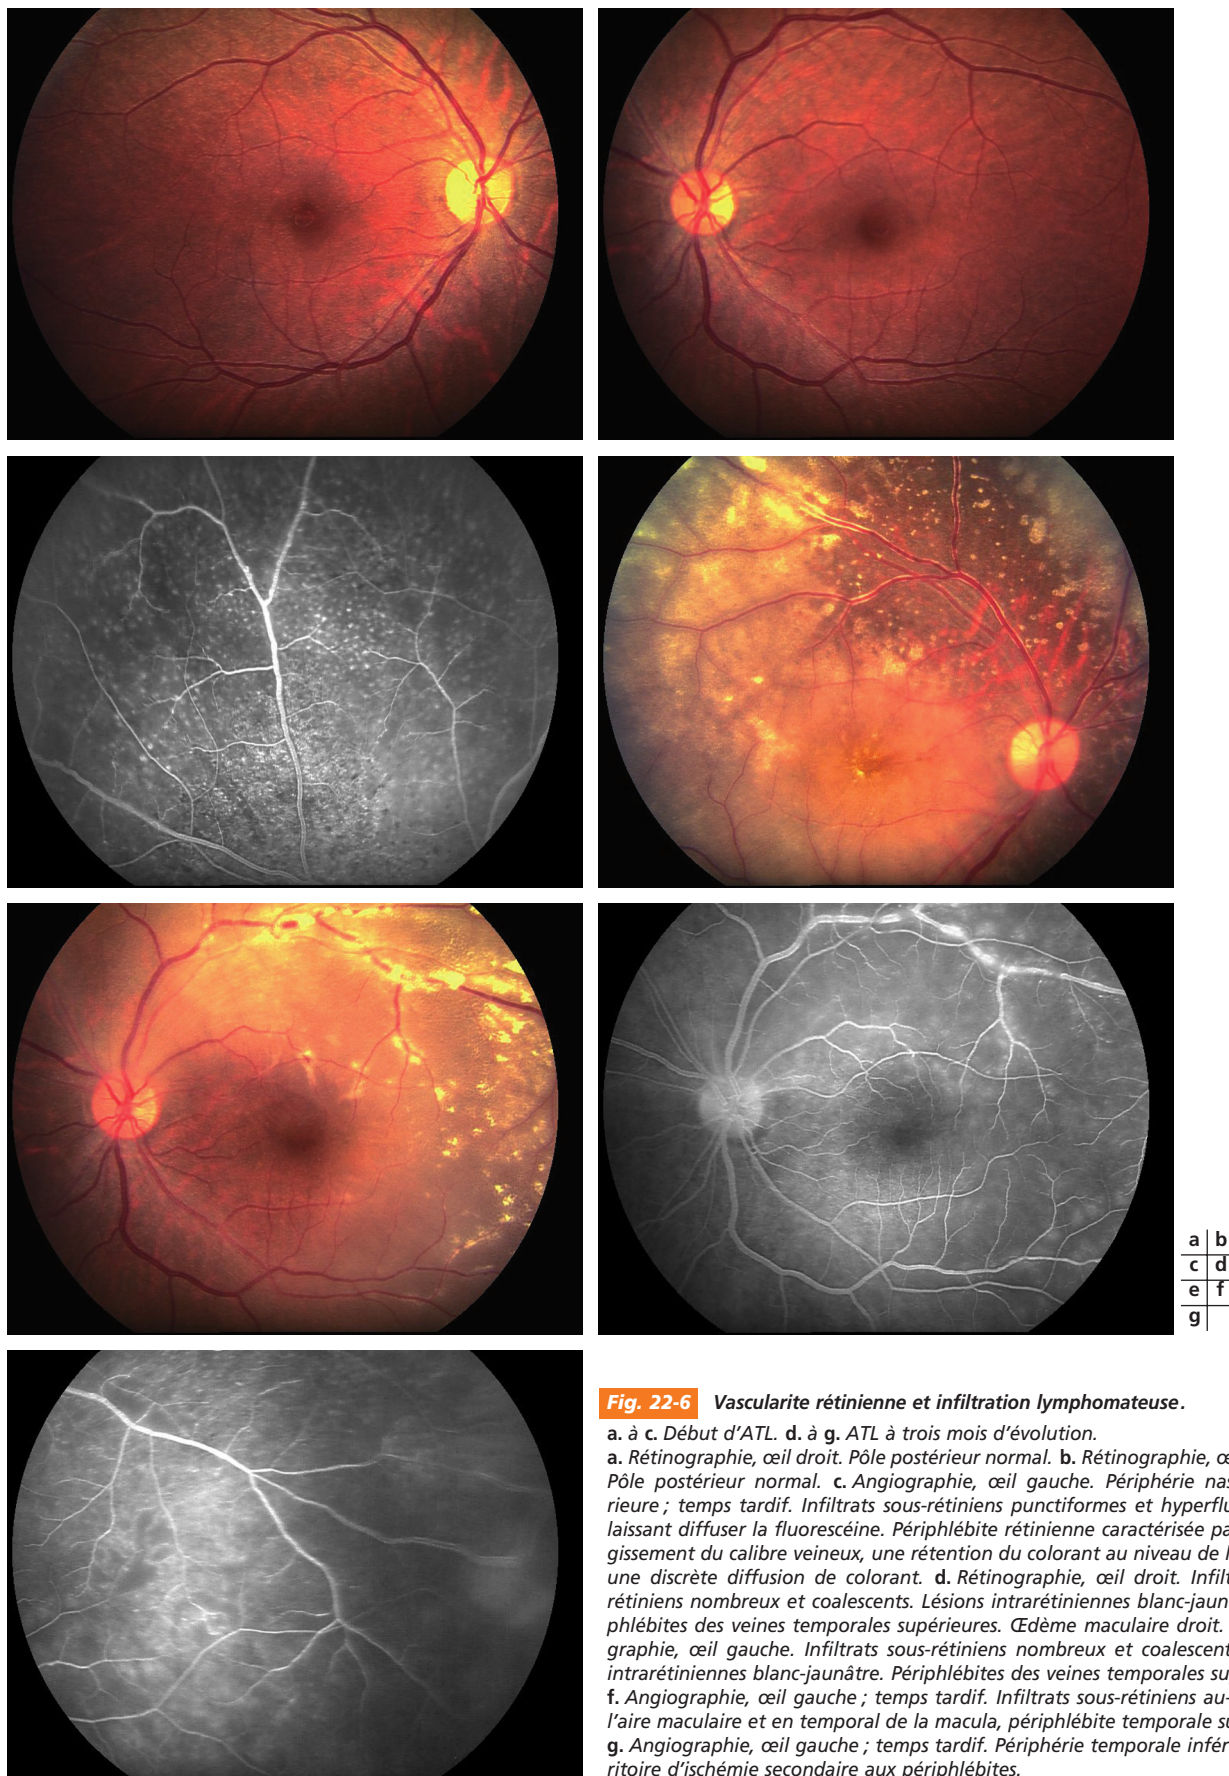 a b
c d
e f
g
Fig. 22-6 Vascularite rétinienne et infiltration lymphomateuse.
a. à c. Début d'ATL. d. à g. ATL à trois mois d'évolution.
a. Rétinographie, œil droit. Pôle postérieur normal. b. Rétinographie,
Pôle postérieur normal. c. Angiographie, œil gauche. Périphérie
rieure ; temps tardif. Infiltrats sous-rétiniens punctiformes et
laissant diffuser la fluorescéine. Périphlébite rétinienne caractérisée
gissement du calibre veineux, une rétention du colorant au niveau de
une discrète diffusion de colorant. d. Rétinographie, œil droit.
rétiniens nombreux et coalescents. Lésions intrarétiniennes
phlébites des veines temporales supérieures. Œdème maculaire droit.
graphie, œil gauche. Infiltrats sous-rétiniens nombreux et
intrarétiniennes blanc-jaunâtre. Périphlébites des veines temporales
f. Angiographie, œil gauche ; temps tardif. Infiltrats sous-rétiniens au-
l'aire maculaire et en temporal de la macula, périphlébite temporale
g. Angiographie, œil gauche ; temps tardif. Périphérie temporale
ritoire d'ischémie secondaire aux périphlébites.